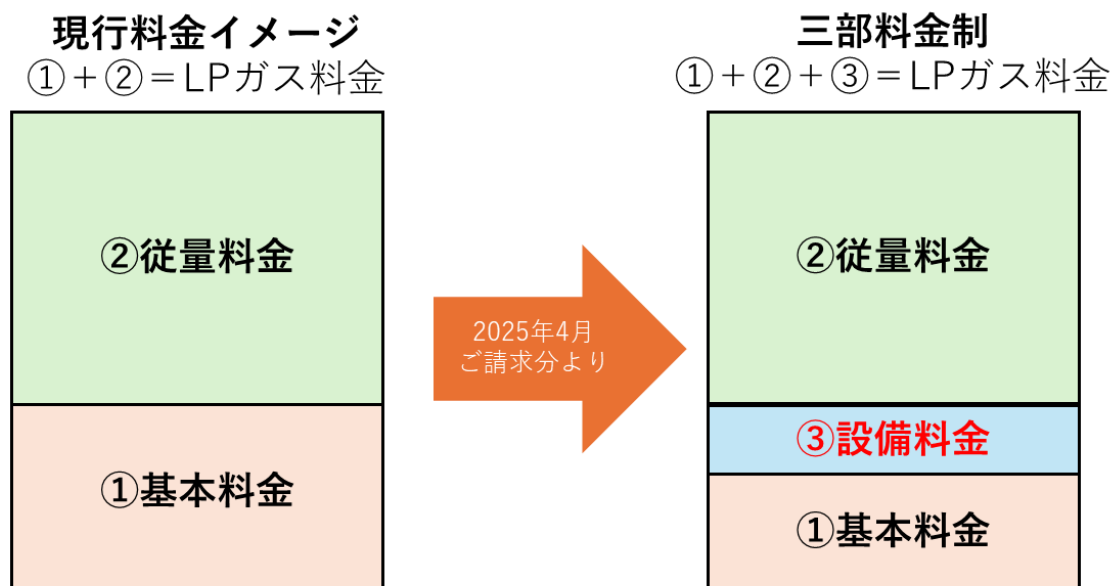 現行料金イメージ
①+②=LPガス料金
②従量料金
①基本料金
2025年4月
ご請求分より
三部料金制
①+②+③=LPガス料金
②従量料金
③設備料金
①基本料金